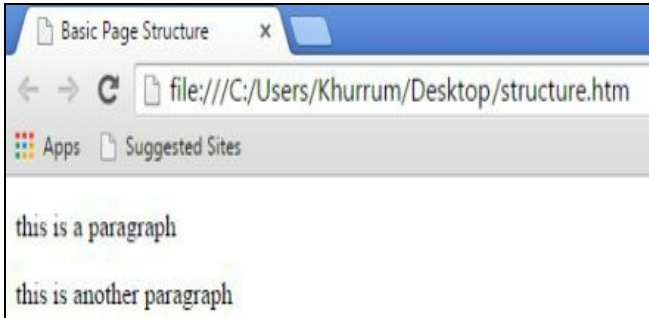 Basic Page Structure
file:///C:/Users/Khurrum/Desktop/structure.htm
Apps Suggested Sites
this is a paragraph
this is another paragraph